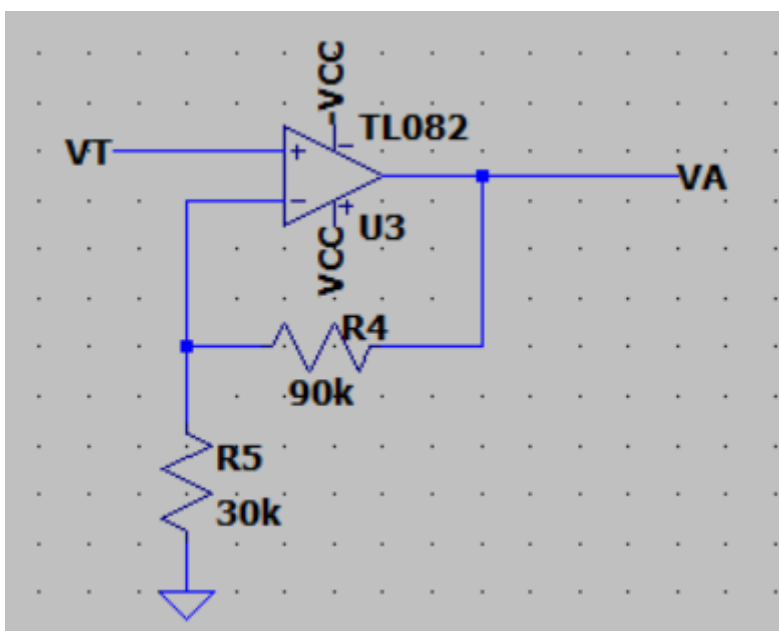 -VCC
TL082
VT
+
−
−
VA
+
U3
VCC
R4
90k
R5
30k